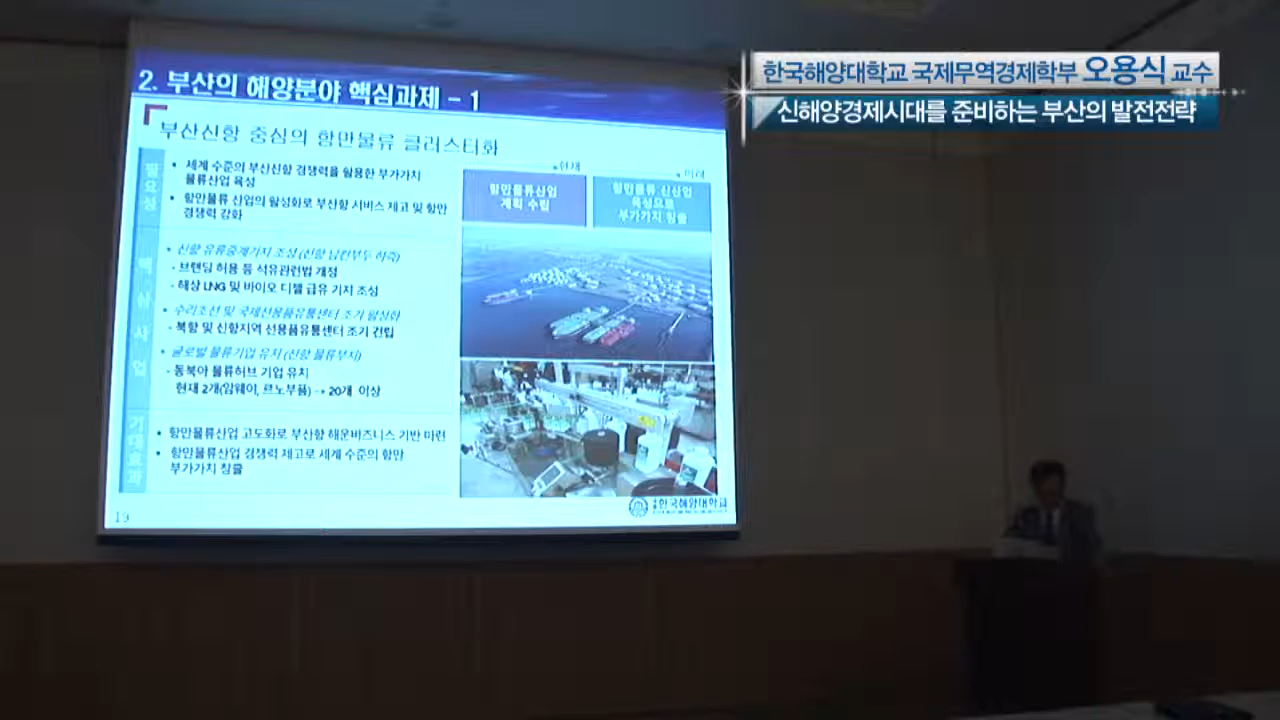 한국해양대학교 국제무역경제학부 오용식 교수
신해양경제시대를 준비하는 부산의 발전전략
2. 부산의 해양분야 핵심과제 - 1
부산신항 중심의 항만물류 클러스터화
필요성
• 세계 수준의 부산신항 경쟁력을 활용한 부가가치
물류산업 육성
• 항만물류 산업의 활성화로 부산항 서비스 제고 및 항만
경쟁력 강화
핵심사업
• 신항 유류중계기지 조성 (신항 남컨부두 하측)
- 브랜딩 허용 등 석유관련법 개정
- 해상 LNG 및 바이오 디젤 급유 기지 조성
• 수리조선 및 국제선용품유통센터 조기 활성화
- 북항 및 신항지역 선용품유통센터 조기 건립
• 글로벌 물류기업 유치 (신항 물류부지)
- 동북아 물류허브 기업 유치
현재 2개(암웨이, 르노부품) → 20개 이상
기대효과
• 항만물류산업 고도화로 부산항 해운비즈니스 기반 마련
• 항만물류산업 경쟁력 제고로 세계 수준의 항만
부가가치 창출
현재
미래
항만물류산업
계획 수립
항만물류 신산업
육성으로
부가가치 창출
19
한국해양대학교